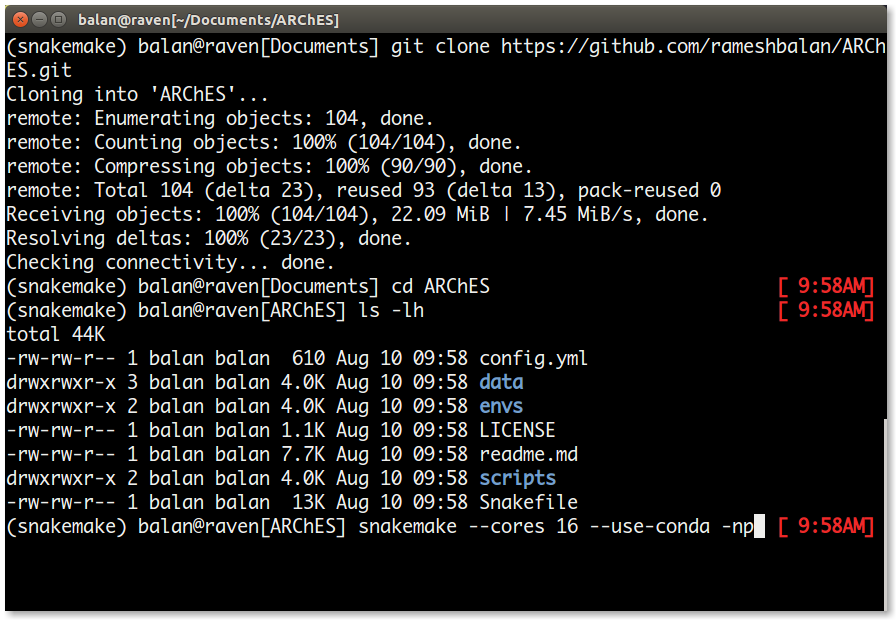 balan@raven[~/Documents/ARChES]
(snakemake) balan@raven[Documents] git clone https://github.com/rameshbalan/ARCh
ES.git
Cloning into 'ARChES'...
remote: Enumerating objects: 104, done.
remote: Counting objects: 100% (104/104), done.
remote: Compressing objects: 100% (90/90), done.
remote: Total 104 (delta 23), reused 93 (delta 13), pack-reused 0
Receiving objects: 100% (104/104), 22.09 MiB | 7.45 MiB/s, done.
Resolving deltas: 100% (23/23), done.
Checking connectivity... done.
(snakemake) balan@raven[Documents] cd ARChES [ 9:58AM]
(snakemake) balan@raven[ARChES] ls -lh [ 9:58AM]
total 44K
-rw-rw-r-- 1 balan balan  610 Aug 10 09:58 config.yml
drwxrwxr-x 3 balan balan 4.0K Aug 10 09:58 data
drwxrwxr-x 2 balan balan 4.0K Aug 10 09:58 envs
-rw-rw-r-- 1 balan balan 1.1K Aug 10 09:58 LICENSE
-rw-rw-r-- 1 balan balan 7.7K Aug 10 09:58 readme.md
drwxrwxr-x 2 balan balan 4.0K Aug 10 09:58 scripts
-rw-rw-r-- 1 balan balan  13K Aug 10 09:58 Snakefile
(snakemake) balan@raven[ARChES] snakemake --cores 16 --use-conda -np [ 9:58AM]